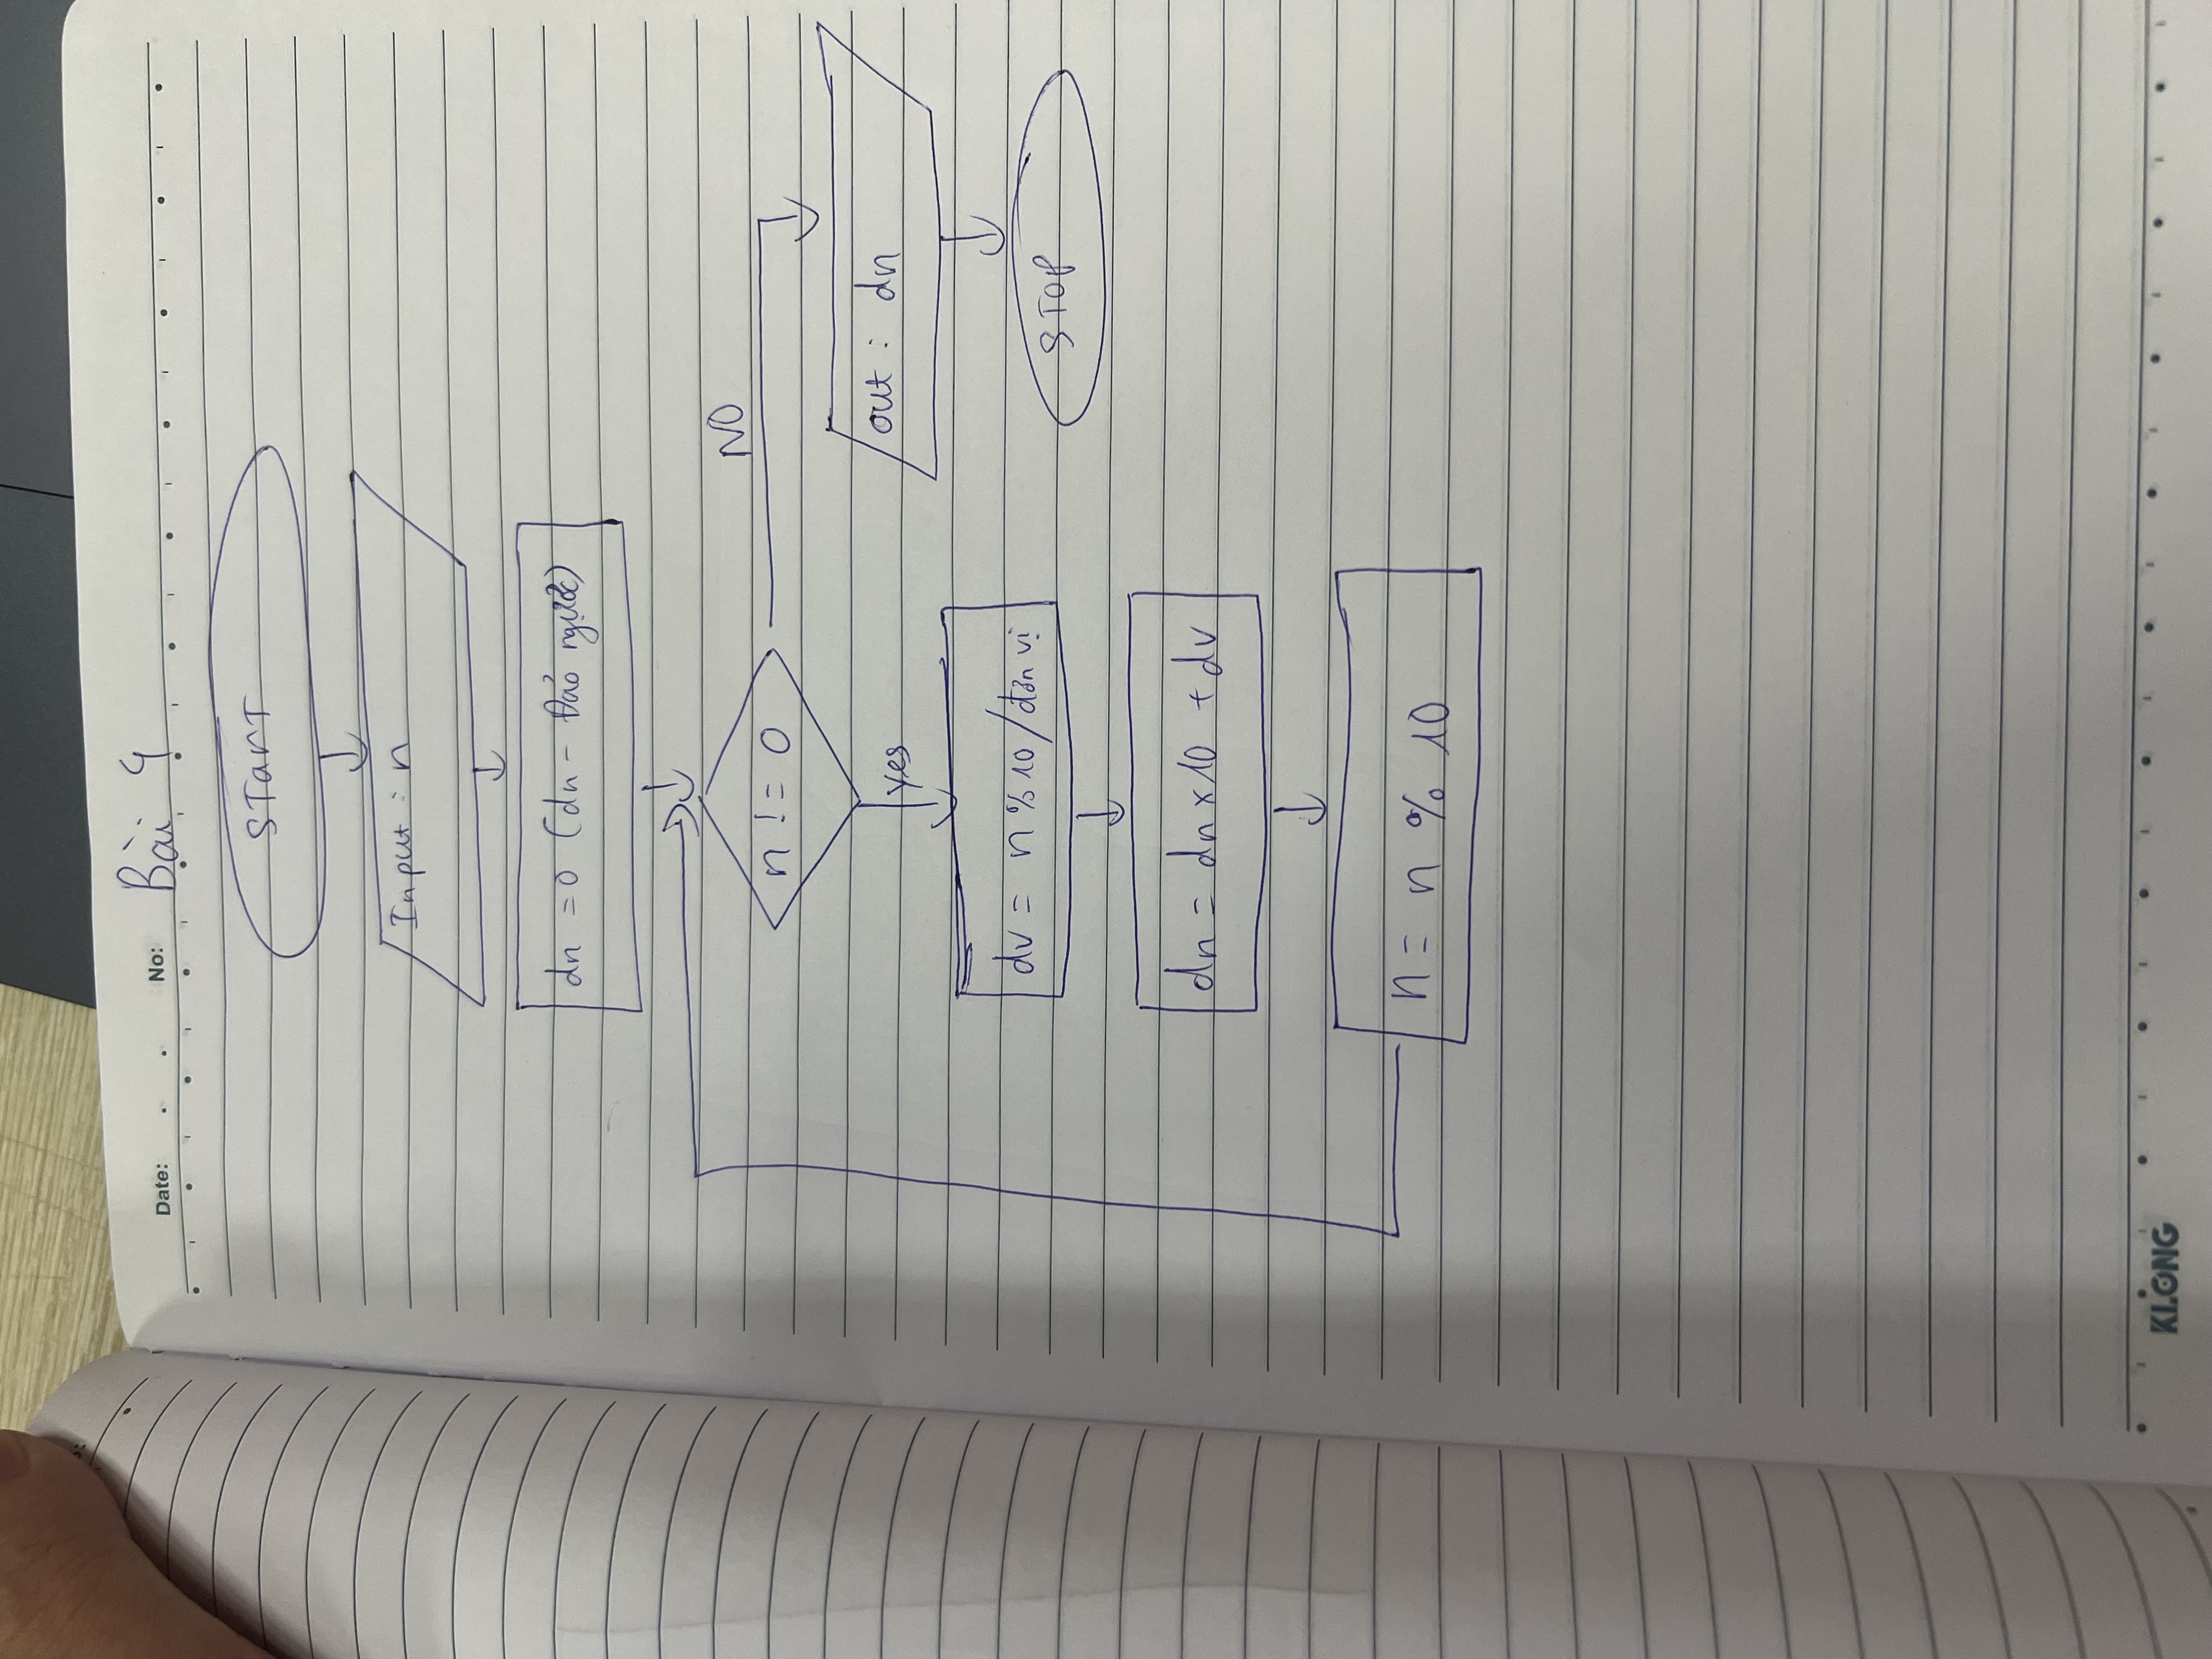 Date: No: Bài 4
START
Input : n
dn = 0 (dn - Đảo ngược)
n != 0
NO
yes
out : dn
dv = n % 10 / đơn vị
STOP
dn = dn x 10 + dv
n = n % 10
KLONG